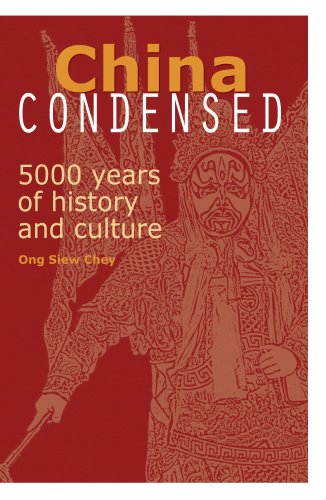 China
CONDENSED
5000 years
of history
and culture
Ong Siew Chey